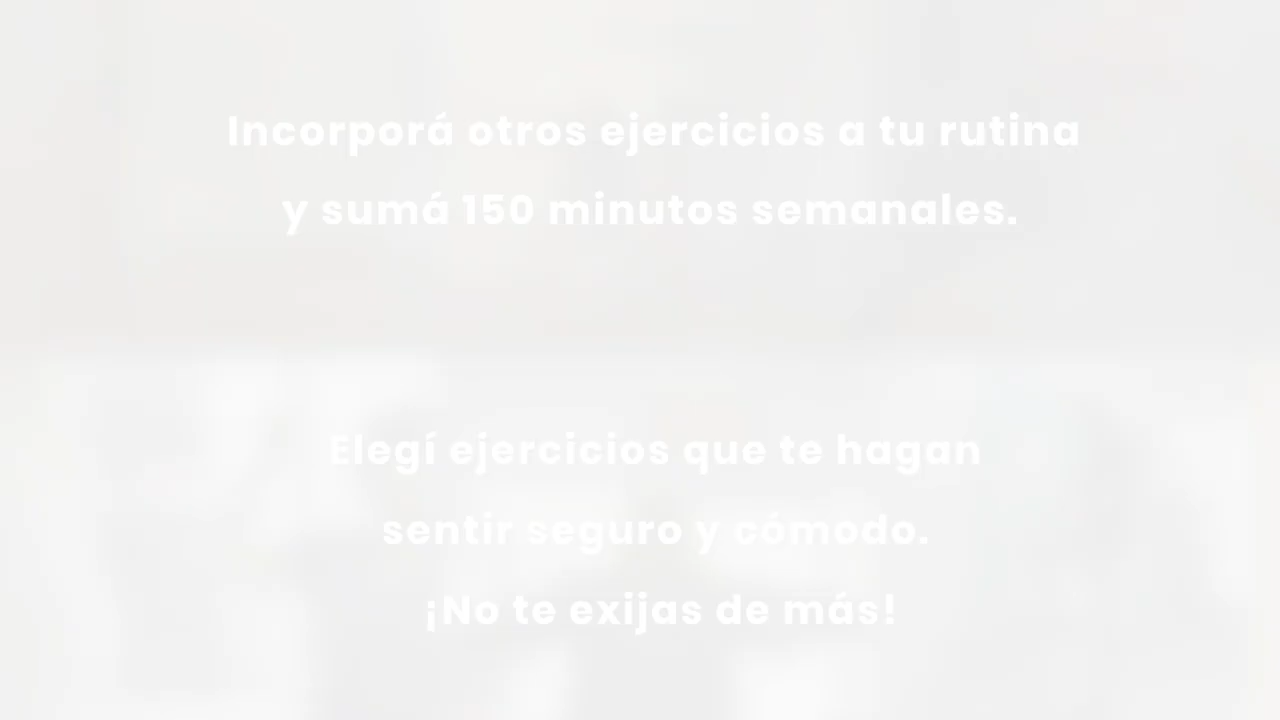 Incorporá otros ejercicios a tu rutina
y sumá 150 minutos semanales.
Elegí ejercicios que te hagan
sentir seguro y cómodo.
¡No te exijas de más!